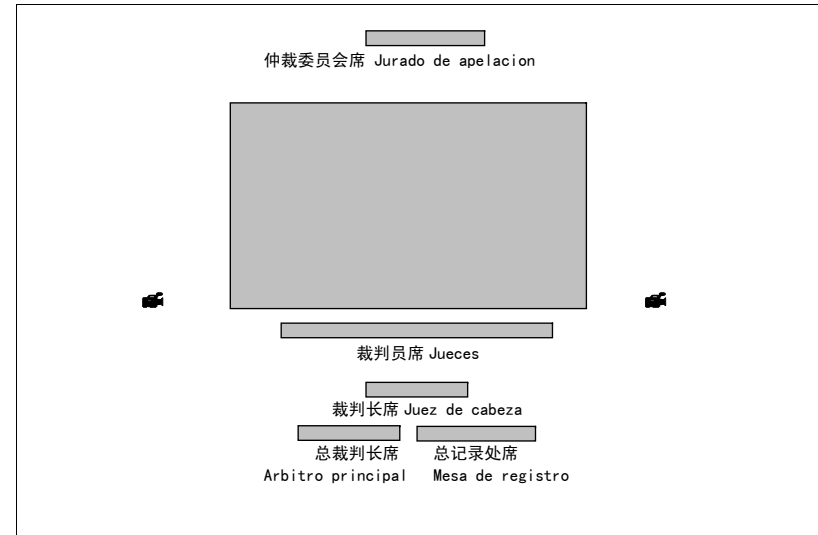 仲裁委员会席 Jurado de apelacion
裁判员席 Jueces
裁判长席 Juez de cabeza
总裁判长席 总记录处席
Arbitro principal Mesa de registro